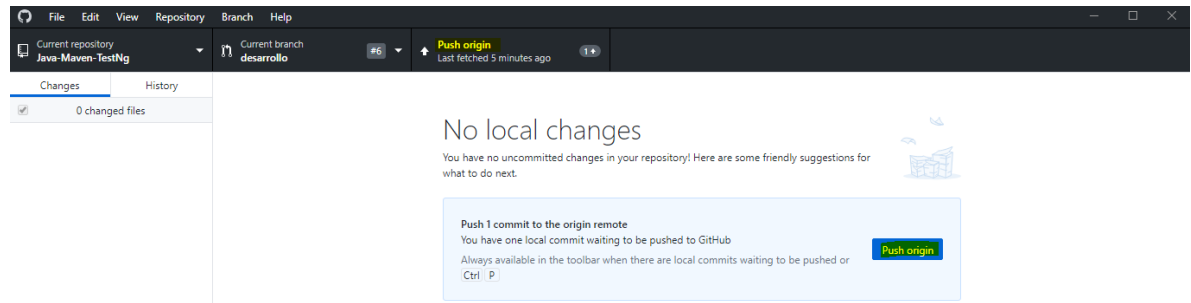 File Edit View Repository Branch Help
Current repository
Java-Maven-TestNg
Current branch
desarrollo
#6
Push origin
Last fetched 5 minutes ago
1
Changes History
0 changed files
No local changes
You have no uncommitted changes in your repository! Here are some friendly suggestions for
what to do next.
Push 1 commit to the origin remote
You have one local commit waiting to be pushed to GitHub
Always available in the toolbar when there are local commits waiting to be pushed or
Ctrl P
Push origin